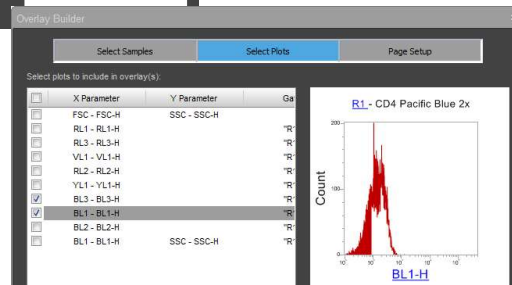 Overlay Builder
Select Samples Select Plots Page Setup
Select plots to include in overlay(s):
X Parameter Y Parameter Ga
FSC - FSC-H SSC - SSC-H
RL1 - RL1-H "R
RL3 - RL3-H "R
VL1 - VL1-H "R
RL2 - RL2-H "R
YL1 - YL1-H "R
BL3 - BL3-H "R
BL1 - BL1-H "R
BL2 - BL2-H "R
BL1 - BL1-H SSC - SSC-H "R
R1 - CD4 Pacific Blue 2x
200
Count
100
0
BL1-H